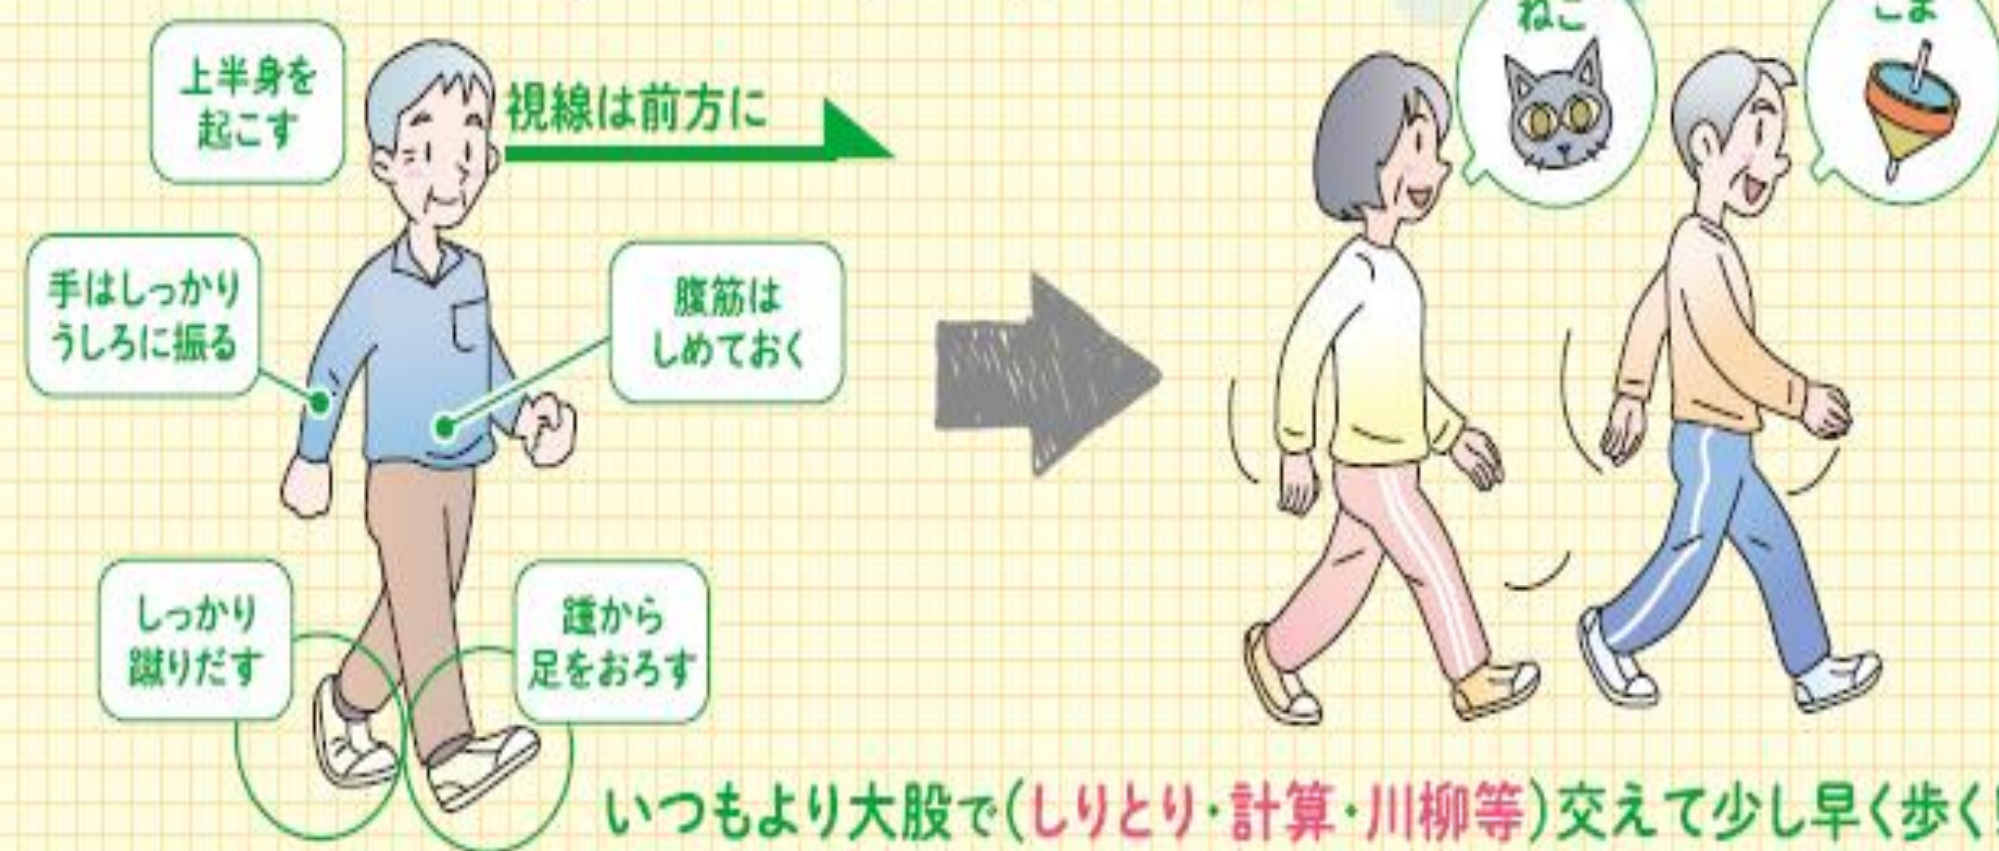 上半身を
起こす
視線は前方に
手はしっかり
うしろに振る
腹筋は
しめておく
しっかり
蹴りだす
踵から
足をおろす
ねこ
こま
いつもより大股で(しりとり・計算・川柳等)交えて少し早く歩く!